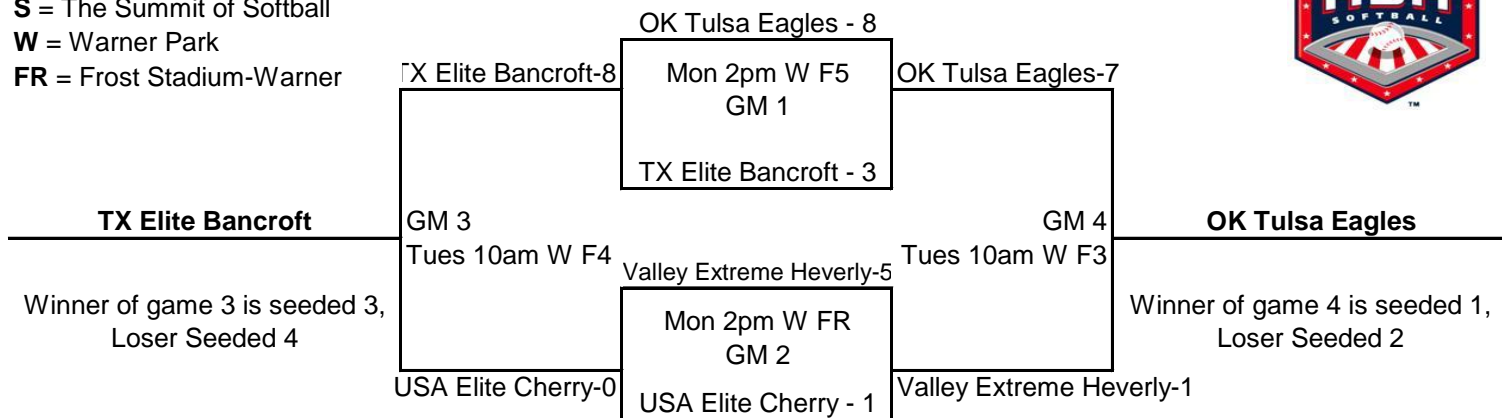 S = The Summit of Softball
W = Warner Park
FR = Frost Stadium-Warner
SOFTBALL
TM
OK Tulsa Eagles - 8
TX Elite Bancroft-8
Mon 2pm W F5
GM 1
OK Tulsa Eagles-7
TX Elite Bancroft - 3
TX Elite Bancroft
GM 3
Tues 10am W F4
GM 4
Tues 10am W F3
OK Tulsa Eagles
Winner of game 3 is seeded 3,
Loser Seeded 4
Valley Extreme Heverly-5
Mon 2pm W FR
GM 2
Winner of game 4 is seeded 1,
Loser Seeded 2
USA Elite Cherry-0
USA Elite Cherry - 1
Valley Extreme Heverly-1